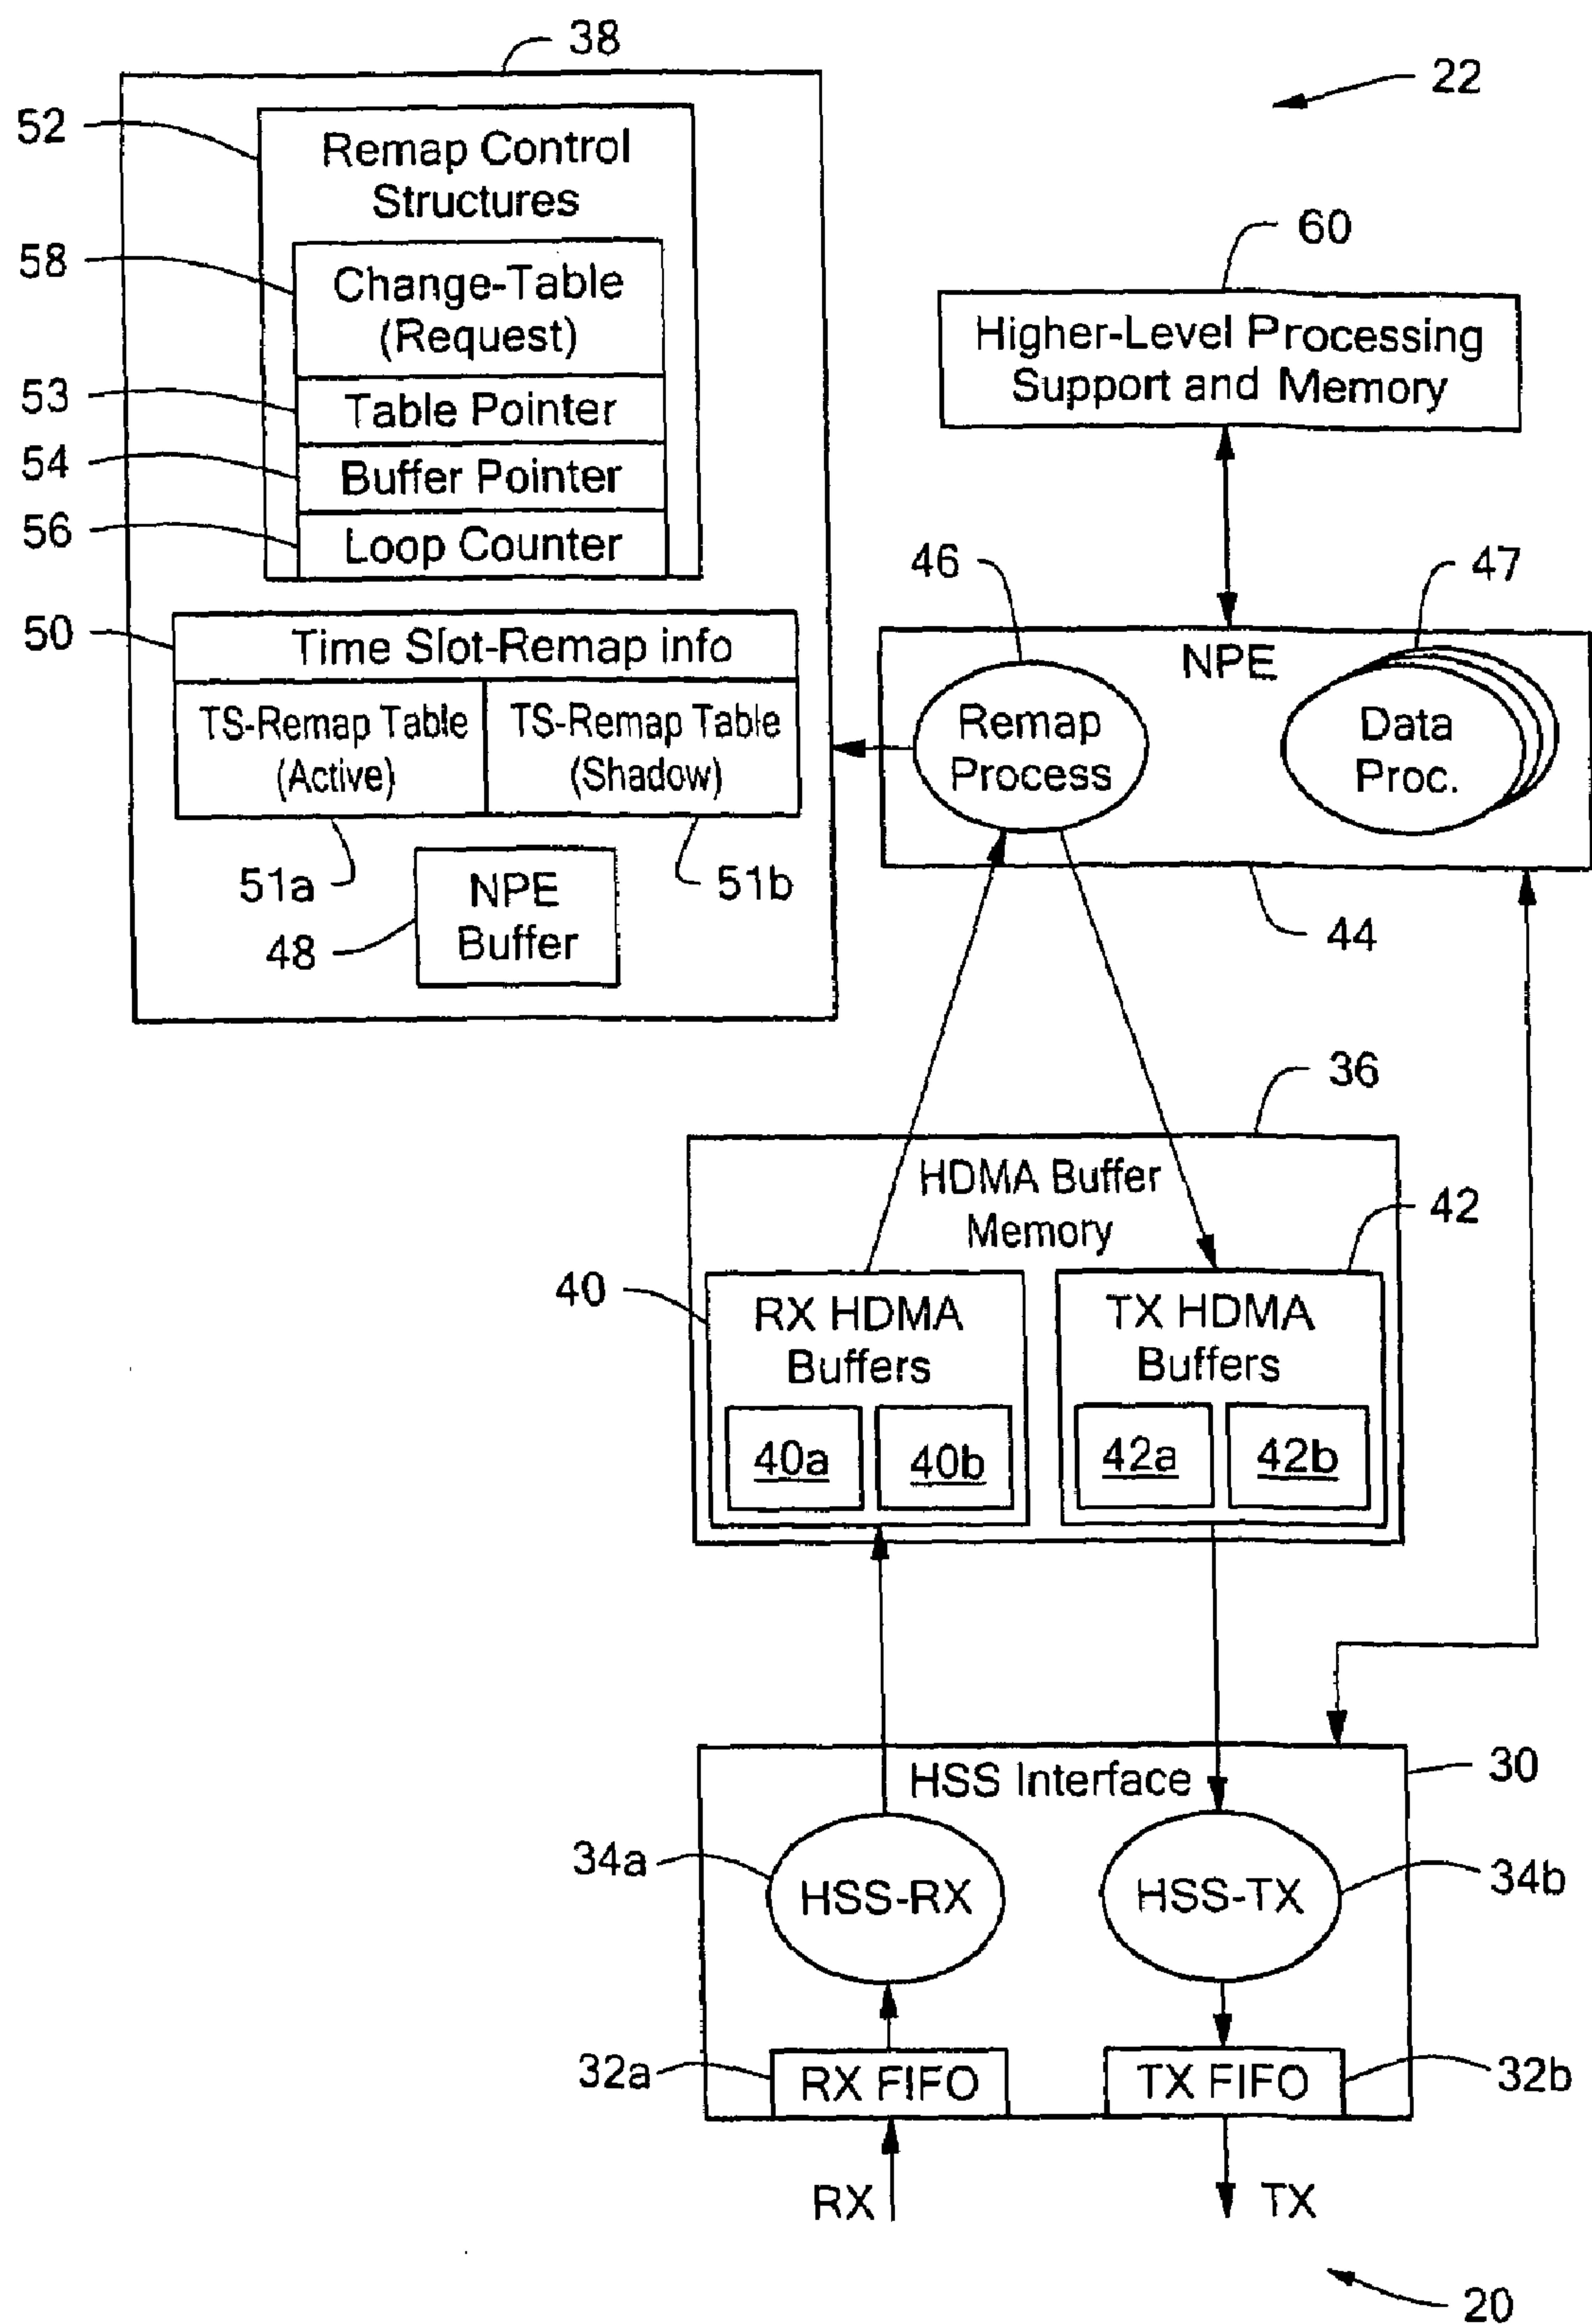 38
22
52
Remap Control
Structures
60
58
Change-Table
(Request)
Higher-Level Processing
Support and Memory
53
Table Pointer
54
Buffer Pointer
56
Loop Counter
46
47
50
Time Slot-Remap info
NPE
TS-Remap Table
(Active)
TS-Remap Table
(Shadow)
Remap
Process
Data
Proc.
51a
51b
48
NPE
Buffer
44
36
HDMA Buffer
Memory
42
40
RX HDMA
Buffers
TX HDMA
Buffers
40a
40b
42a
42b
HSS Interface
30
34a
HSS-RX
HSS-TX
34b
32a
RX FIFO
TX FIFO
32b
RX
TX
20